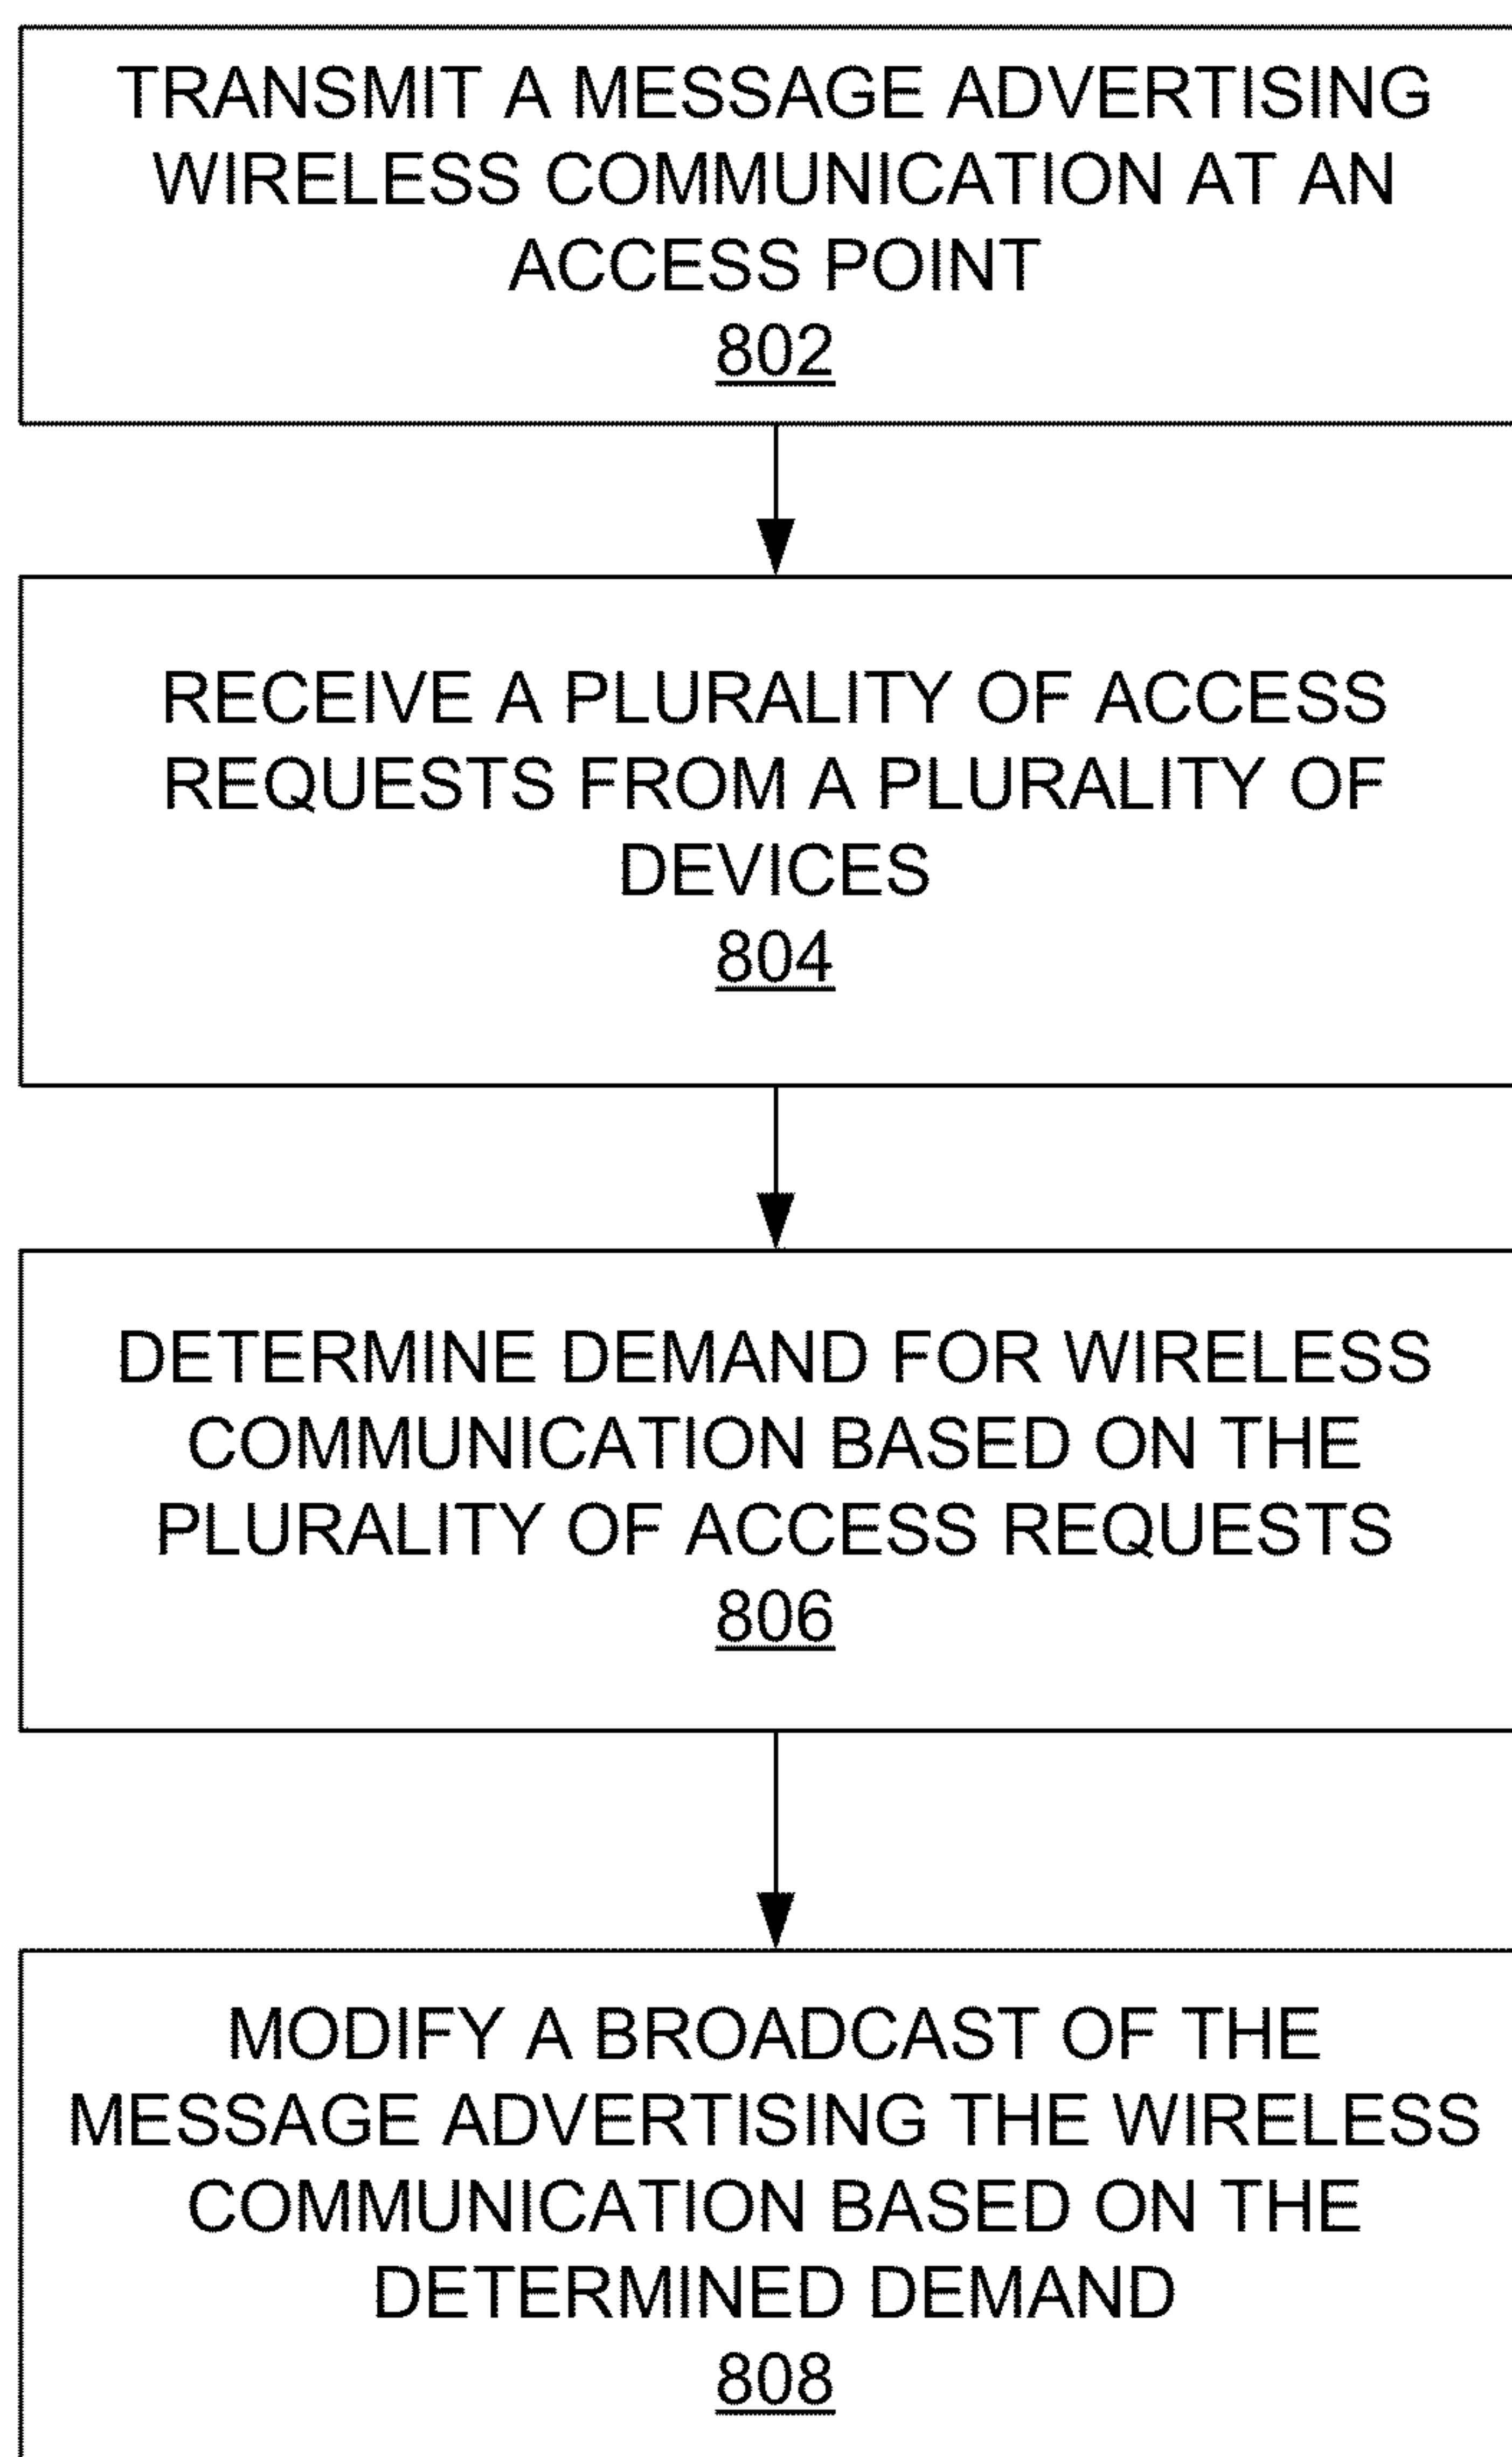 TRANSMIT A MESSAGE ADVERTISING
WIRELESS COMMUNICATION AT AN
ACCESS POINT
802
RECEIVE A PLURALITY OF ACCESS
REQUESTS FROM A PLURALITY OF
DEVICES
804
DETERMINE DEMAND FOR WIRELESS
COMMUNICATION BASED ON THE
PLURALITY OF ACCESS REQUESTS
806
MODIFY A BROADCAST OF THE
MESSAGE ADVERTISING THE WIRELESS
COMMUNICATION BASED ON THE
DETERMINED DEMAND
808